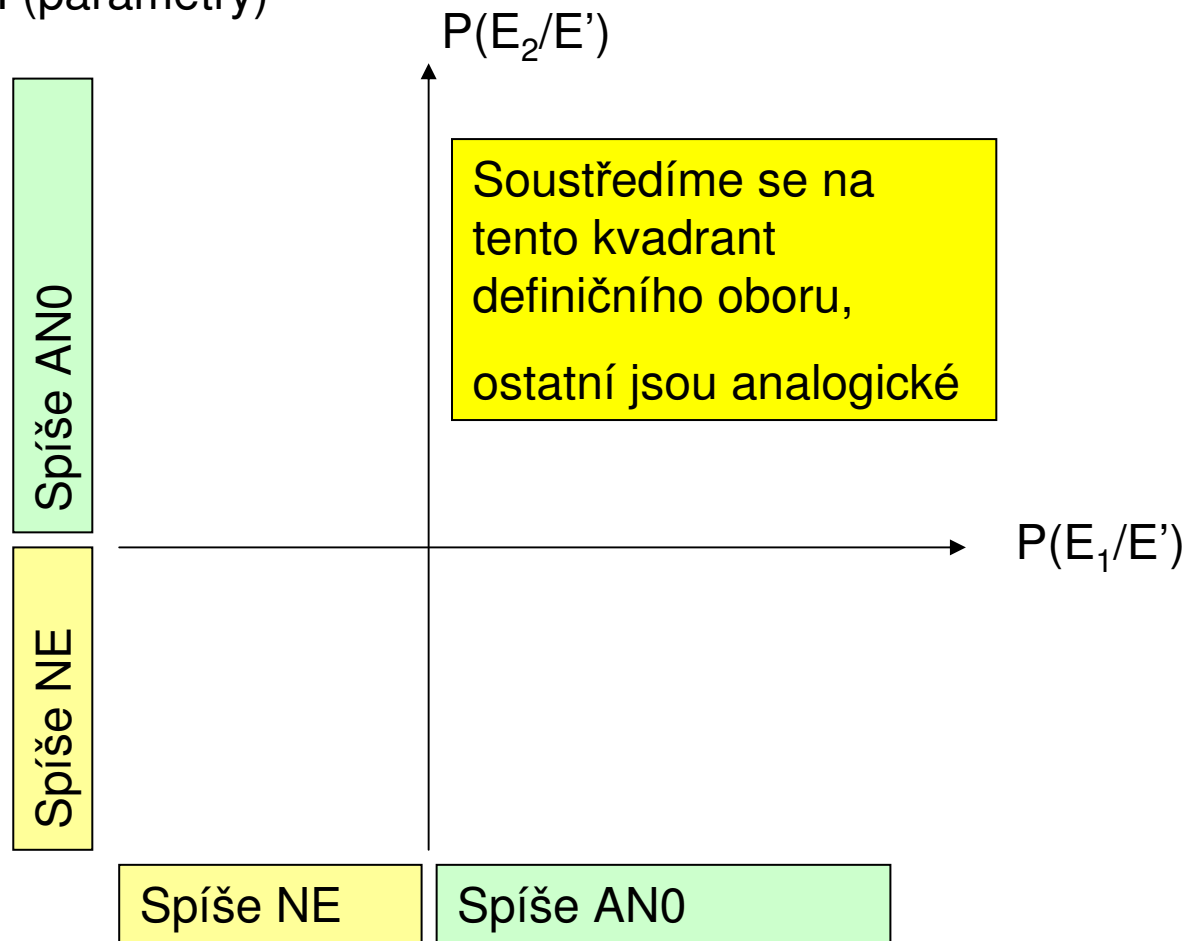 (parametry)
P(E₂/E’)
Soustředíme se na
tento kvadrant
definičního oboru,
ostatní jsou analogické
Spíše AN0
P(E₁/E’)
Spíše NE
Spíše NE
Spíše AN0